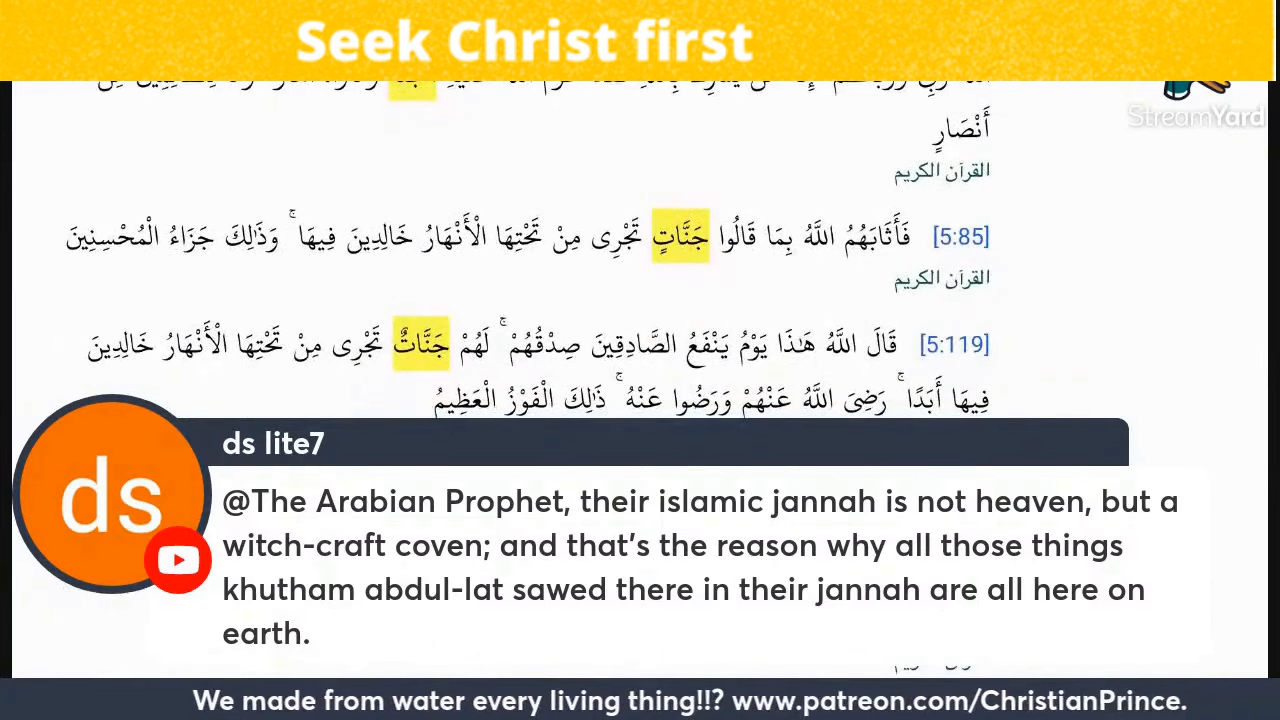 Seek Christ first
StreamYard
أَنْصَارٍ
القرآن الكريم
[5:85] فَأَثَابَهُمُ اللَّهُ بِمَا قَالُوا جَنَّاتٍ تَجْرِى مِنْ تَحْتِهَا الْأَنْهَارُ خَالِدِينَ فِيهَا ۚ وَذَٰلِكَ جَزَاءُ الْمُحْسِنِينَ
القرآن الكريم
[5:119] قَالَ اللَّهُ هَٰذَا يَوْمُ يَنْفَعُ الصَّادِقِينَ صِدْقُهُمْ ۚ لَهُمْ جَنَّاتٌ تَجْرِى مِنْ تَحْتِهَا الْأَنْهَارُ خَالِدِينَ
فِيهَا أَبَدًا ۚ رَضِىَ اللَّهُ عَنْهُمْ وَرَضُوا عَنْهُ ۚ ذَٰلِكَ الْفَوْزُ الْعَظِيمُ
ds
ds lite7
@The Arabian Prophet, their islamic jannah is not heaven, but a
witch-craft coven; and that's the reason why all those things
khutham abdul-lat sawed there in their jannah are all here on
earth.
We made from water every living thing!!? www.patreon.com/ChristianPrince.